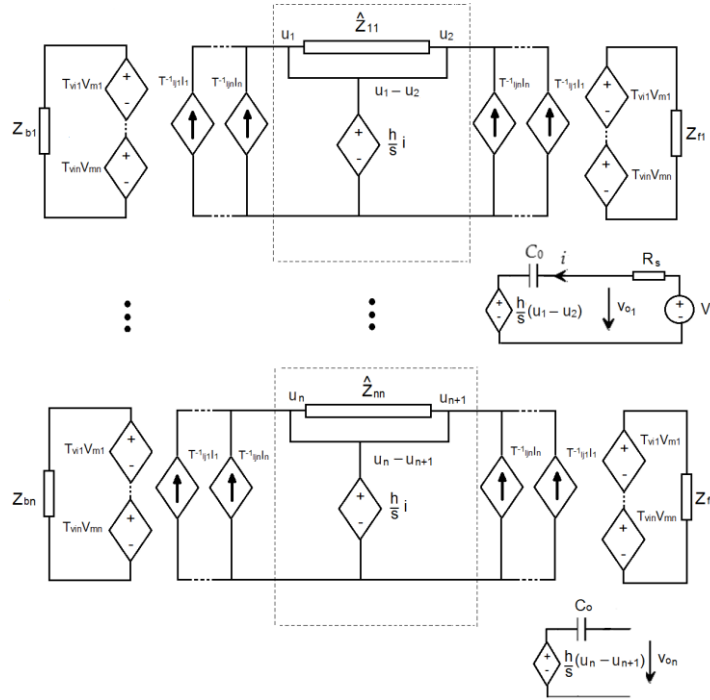 u₁ Ẑ₁₁ u₂
Tᵥᵢ₁Vₘ₁ T⁻¹ᵢⱼ₁I₁ T⁻¹ᵢⱼₙIₙ u₁ – u₂ T⁻¹ᵢⱼₙIₙ T⁻¹ᵢⱼ₁I₁ Tᵥᵢ₁Vₘ₁
Z b1 h/s i Zf1
TᵥᵢₙVₘₙ TᵥᵢₙVₘₙ
C₀ i Rₛ
h/s(u₁ – u₂) vₒ₁ V
uₙ Ẑₙₙ uₙ₊₁
Tᵥᵢ₁Vₘ₁ T⁻¹ᵢⱼ₁I₁ T⁻¹ᵢⱼₙIₙ uₙ – uₙ₊₁ T⁻¹ᵢⱼₙIₙ T⁻¹ᵢⱼ₁I₁ Tᵥᵢ₁Vₘ₁
Zbn h/s i Zf
TᵥᵢₙVₘₙ TᵥᵢₙVₘₙ
Cₒ
h/s(uₙ – uₙ₊₁) vₒₙ